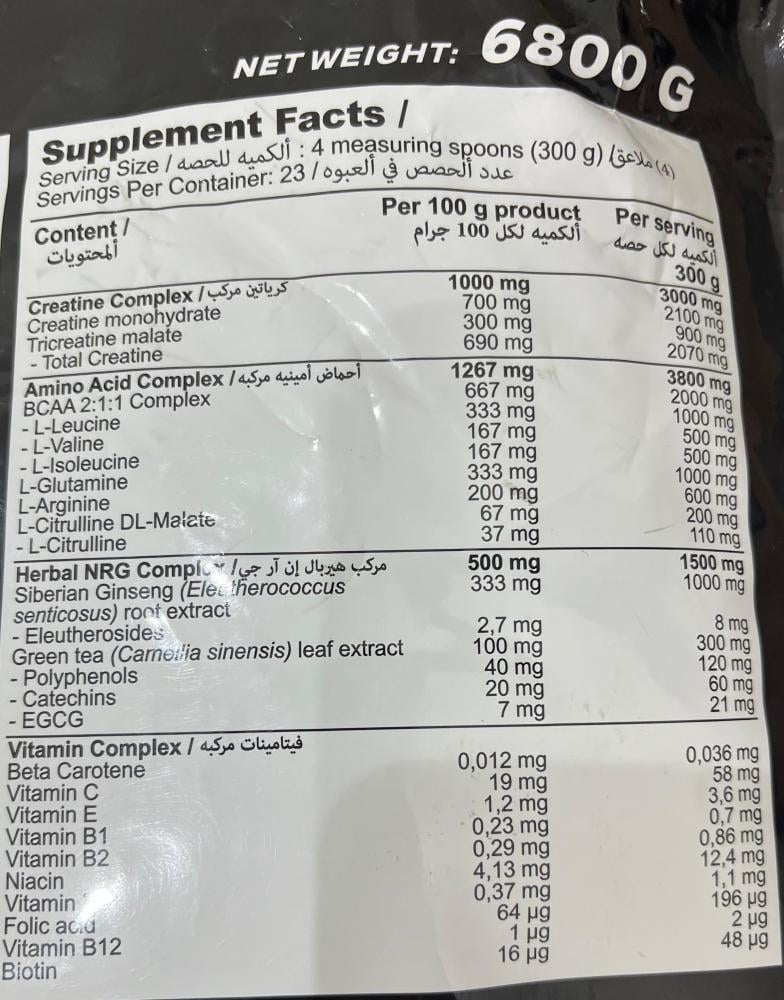 NET WEIGHT: 6800 G
Supplement Facts /
Serving Size / ألكميه للحصه : 4 measuring spoons (300 g) /(4) ملاعق
Servings Per Container: 23 / عدد ألحصص في ألعبوه
Content / Per 100 g product Per serving
ألمحتويات ألكميه لكل 100 جرام ألكميه لكل حصه
300 g
Creatine Complex / كرياتين مركب 1000 mg 3000 mg
Creatine monohydrate 700 mg 2100 mg
Tricreatine malate 300 mg 900 mg
- Total Creatine 690 mg 2070 mg
Amino Acid Complex / أحماض أمينيه مركبه 1267 mg 3800 mg
BCAA 2:1:1 Complex 667 mg 2000 mg
- L-Leucine 333 mg 1000 mg
- L-Valine 167 mg 500 mg
- L-Isoleucine 167 mg 500 mg
L-Glutamine 333 mg 1000 mg
L-Arginine 200 mg 600 mg
L-Citrulline DL-Malate 67 mg 200 mg
- L-Citrulline 37 mg 110 mg
Herbal NRG Complex / مركب هيربال إن آر جي 500 mg 1500 mg
Siberian Ginseng (Eleutherococcus 333 mg 1000 mg
senticosus) root extract
- Eleutherosides 2,7 mg 8 mg
Green tea (Camellia sinensis) leaf extract 100 mg 300 mg
- Polyphenols 40 mg 120 mg
- Catechins 20 mg 60 mg
- EGCG 7 mg 21 mg
Vitamin Complex / فيتامينات مركبه
Beta Carotene 0,012 mg 0,036 mg
Vitamin C 19 mg 58 mg
Vitamin E 1,2 mg 3,6 mg
Vitamin B1 0,23 mg 0,7 mg
Vitamin B2 0,29 mg 0,86 mg
Niacin 4,13 mg 12,4 mg
Vitamin 0,37 mg 1,1 mg
Folic acid 64 µg 196 µg
Vitamin B12 1 µg 2 µg
Biotin 16 µg 48 µg